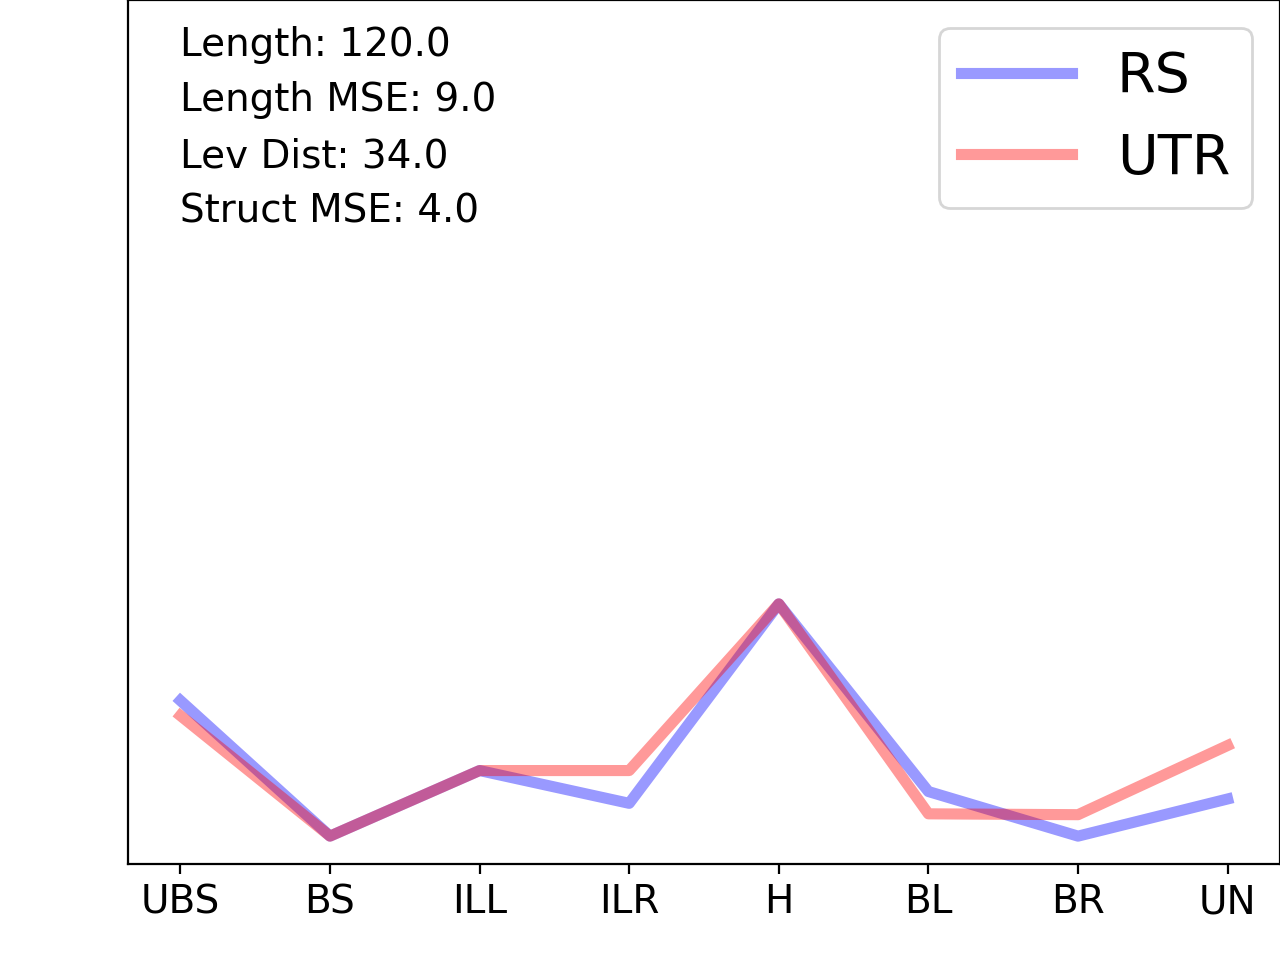 Length: 120.0
Length MSE: 9.0
Lev Dist: 34.0
Struct MSE: 4.0
RS
UTR
UBS BS ILL ILR H BL BR UN